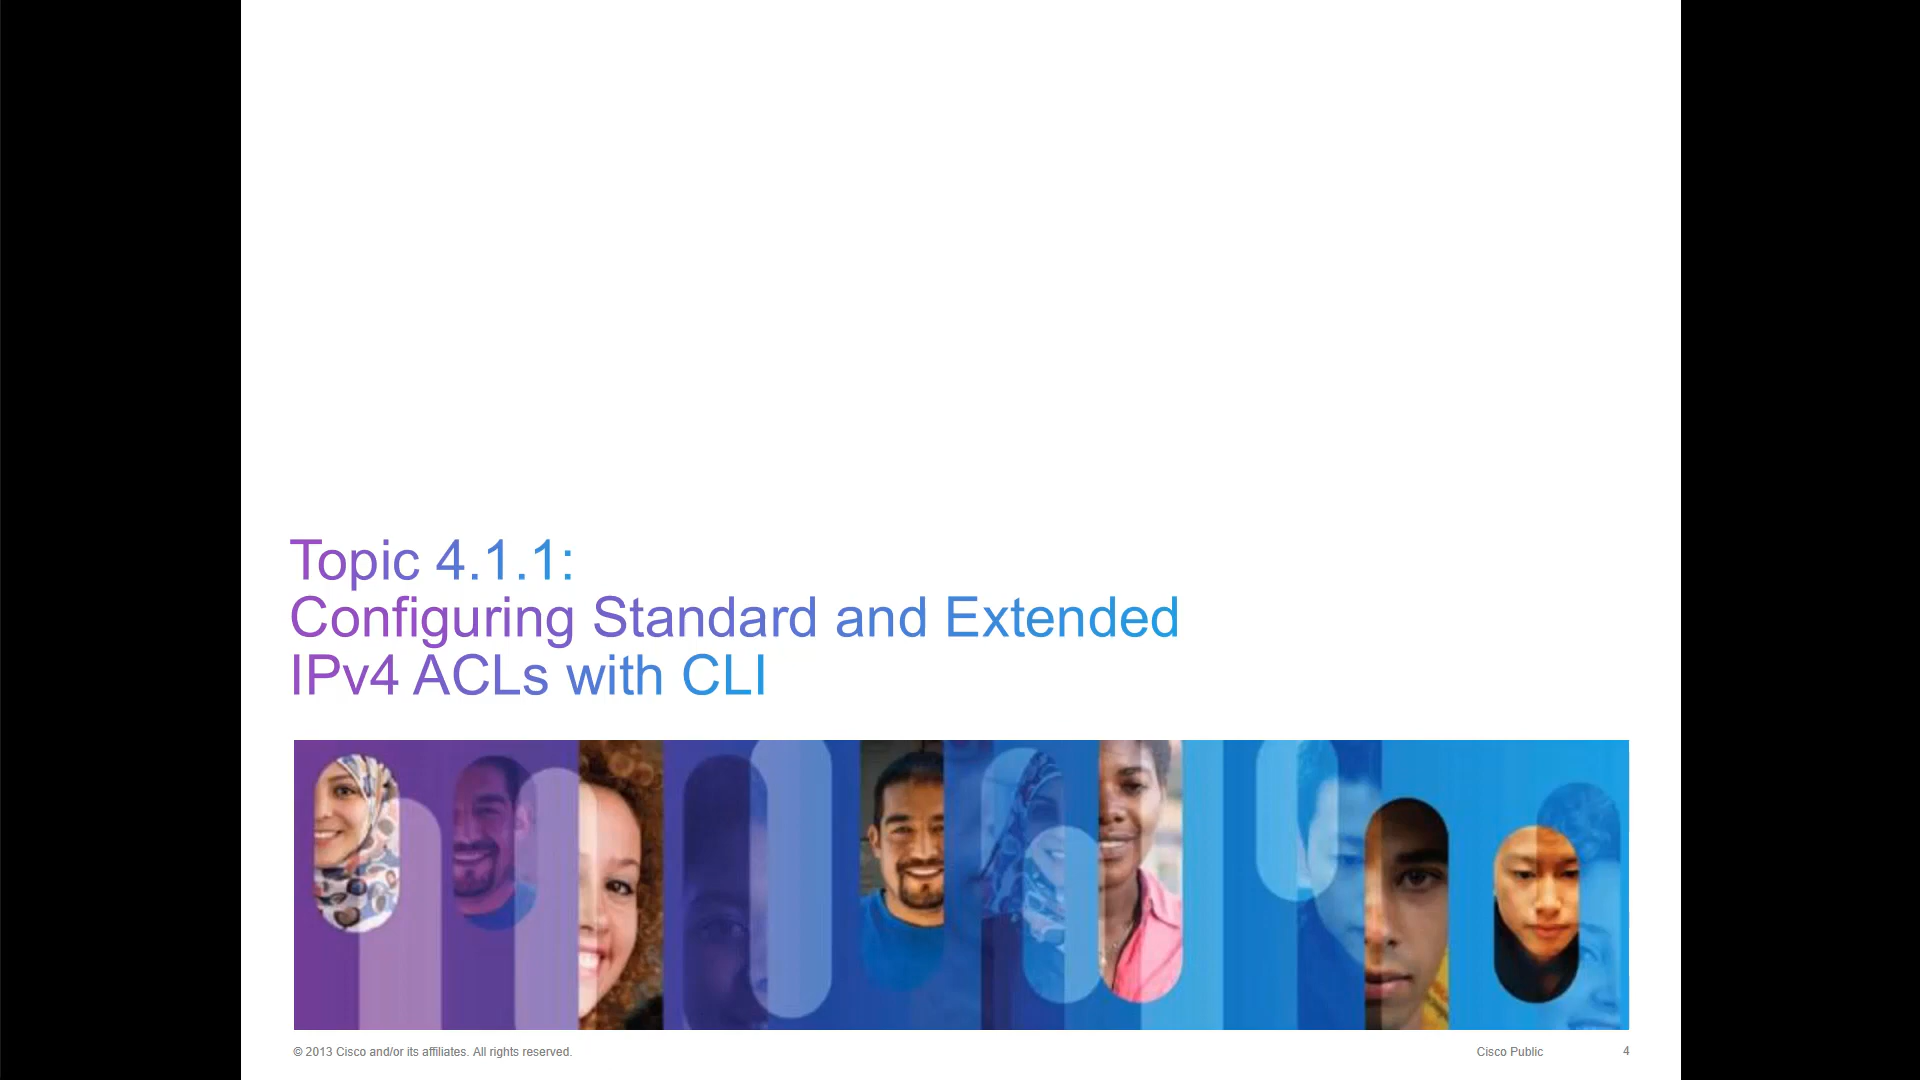 Topic 4.1.1:
Configuring Standard and Extended
IPv4 ACLs with CLI
© 2013 Cisco and/or its affiliates. All rights reserved.
Cisco Public
4